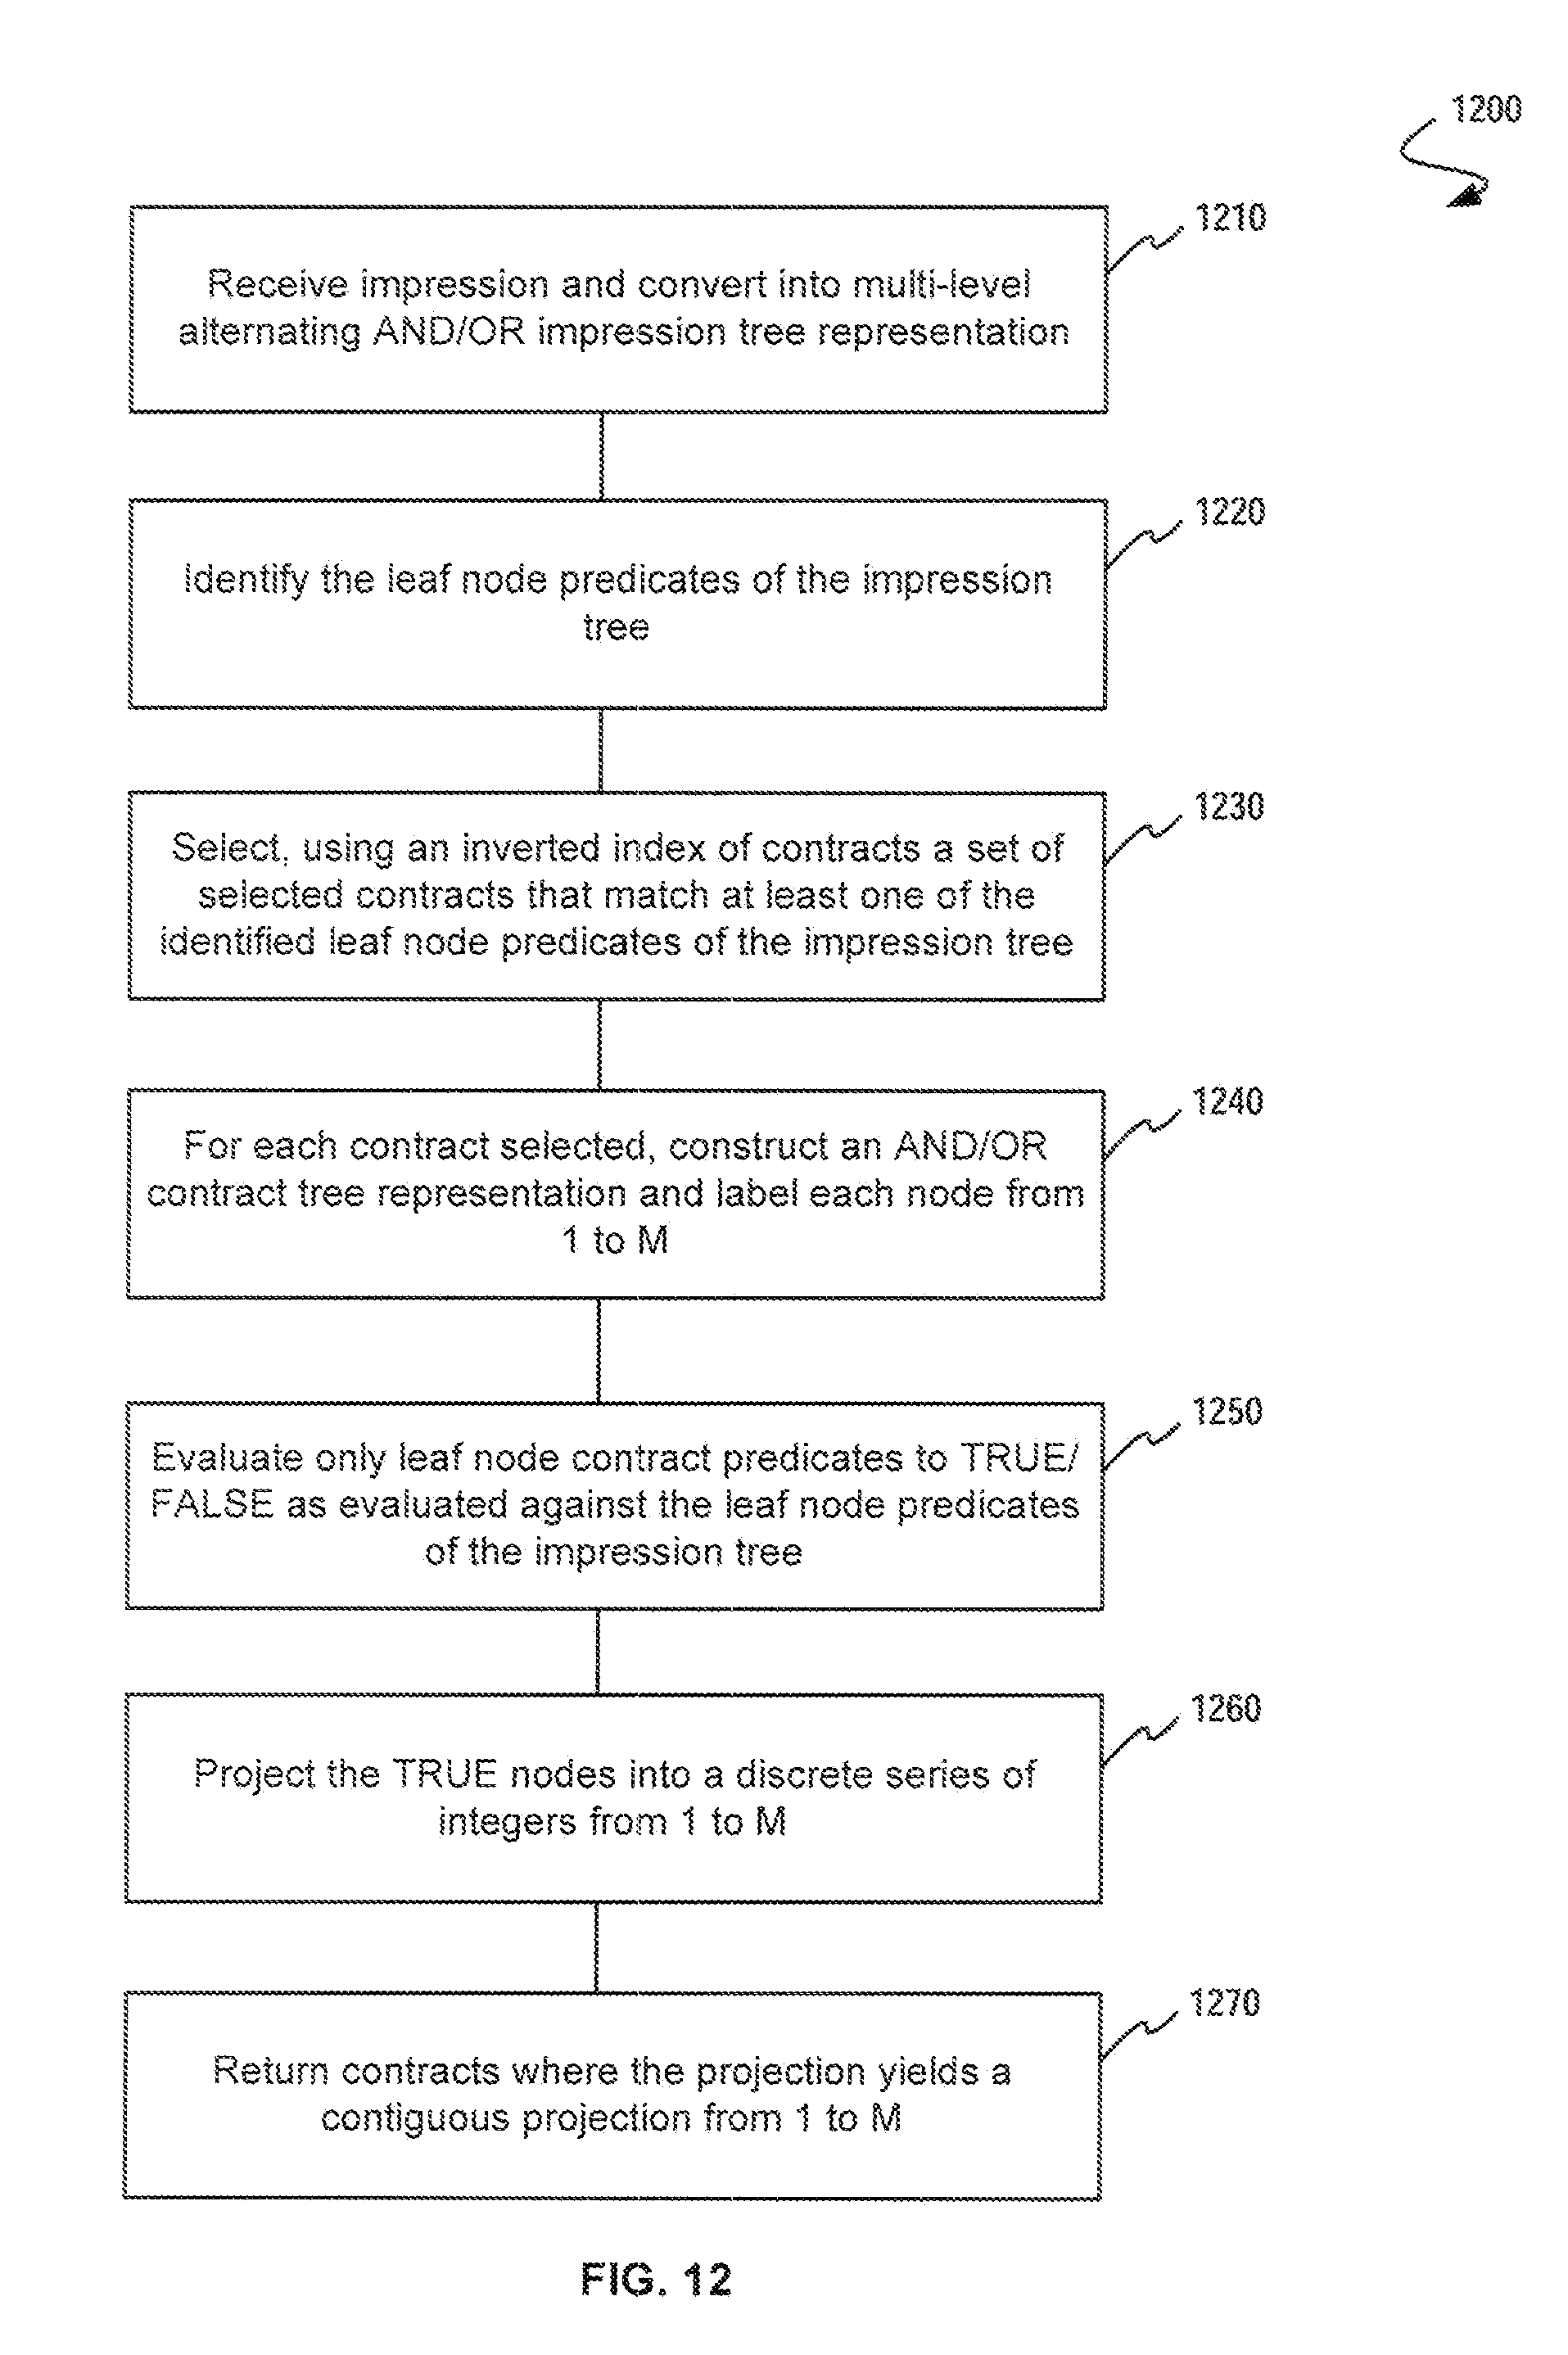 1200
1210
Receive impression and convert into multi-level
alternating AND/OR impression tree representation
1220
Identify the leaf node predicates of the impression
tree
1230
Select, using an inverted index of contracts a set of
selected contracts that match at least one of the
identified leaf node predicates of the impression tree
1240
For each contract selected, construct an AND/OR
contract tree representation and label each node from
1 to M
1250
Evaluate only leaf node contract predicates to TRUE/
FALSE as evaluated against the leaf node predicates
of the impression tree
1260
Project the TRUE nodes into a discrete series of
integers from 1 to M
1270
Return contracts where the projection yields a
contiguous projection from 1 to M
FIG. 12